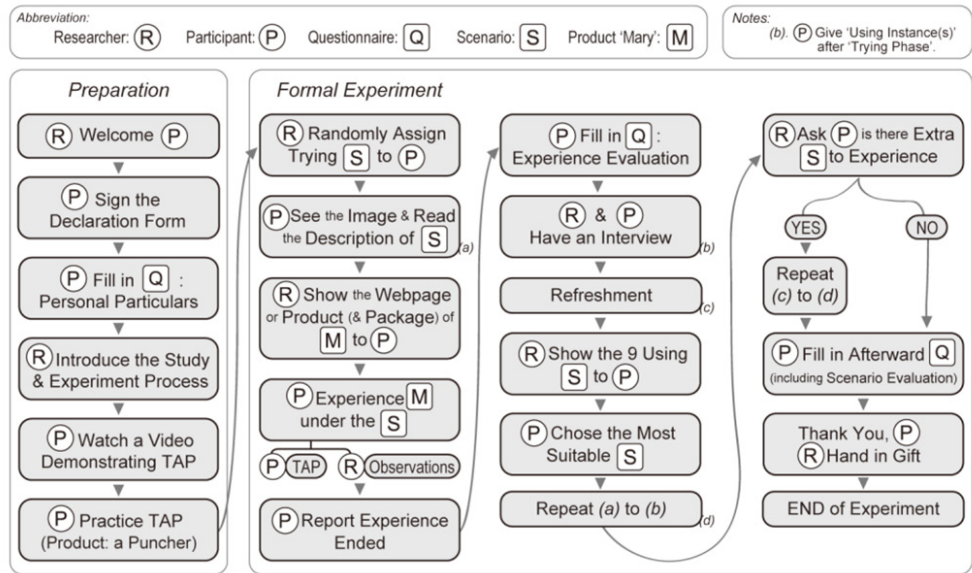 Abbreviation:
Researcher: R Participant: P Questionnaire: Q Scenario: S Product 'Mary': M
Notes:
(b). P Give 'Using Instance(s)'
after 'Trying Phase'.
Preparation
R Welcome P
P Sign the
Declaration Form
P Fill in Q :
Personal Particulars
R Introduce the Study
& Experiment Process
P Watch a Video
Demonstrating TAP
P Practice TAP
(Product: a Puncher)
Formal Experiment
R Randomly Assign
Trying S to P
P See the Image & Read
the Description of S
(a)
R Show the Webpage
or Product (& Package) of
M to P
P Experience M
under the S
P TAP R Observations
P Report Experience
Ended
P Fill in Q :
Experience Evaluation
R & P
Have an Interview
(b)
Refreshment
(c)
R Show the 9 Using
S to P
P Chose the Most
Suitable S
Repeat (a) to (b)
(d)
R Ask P is there Extra
S to Experience
YES NO
Repeat
(c) to (d)
P Fill in Afterward Q
(including Scenario Evaluation)
Thank You, P
R Hand in Gift
END of Experiment